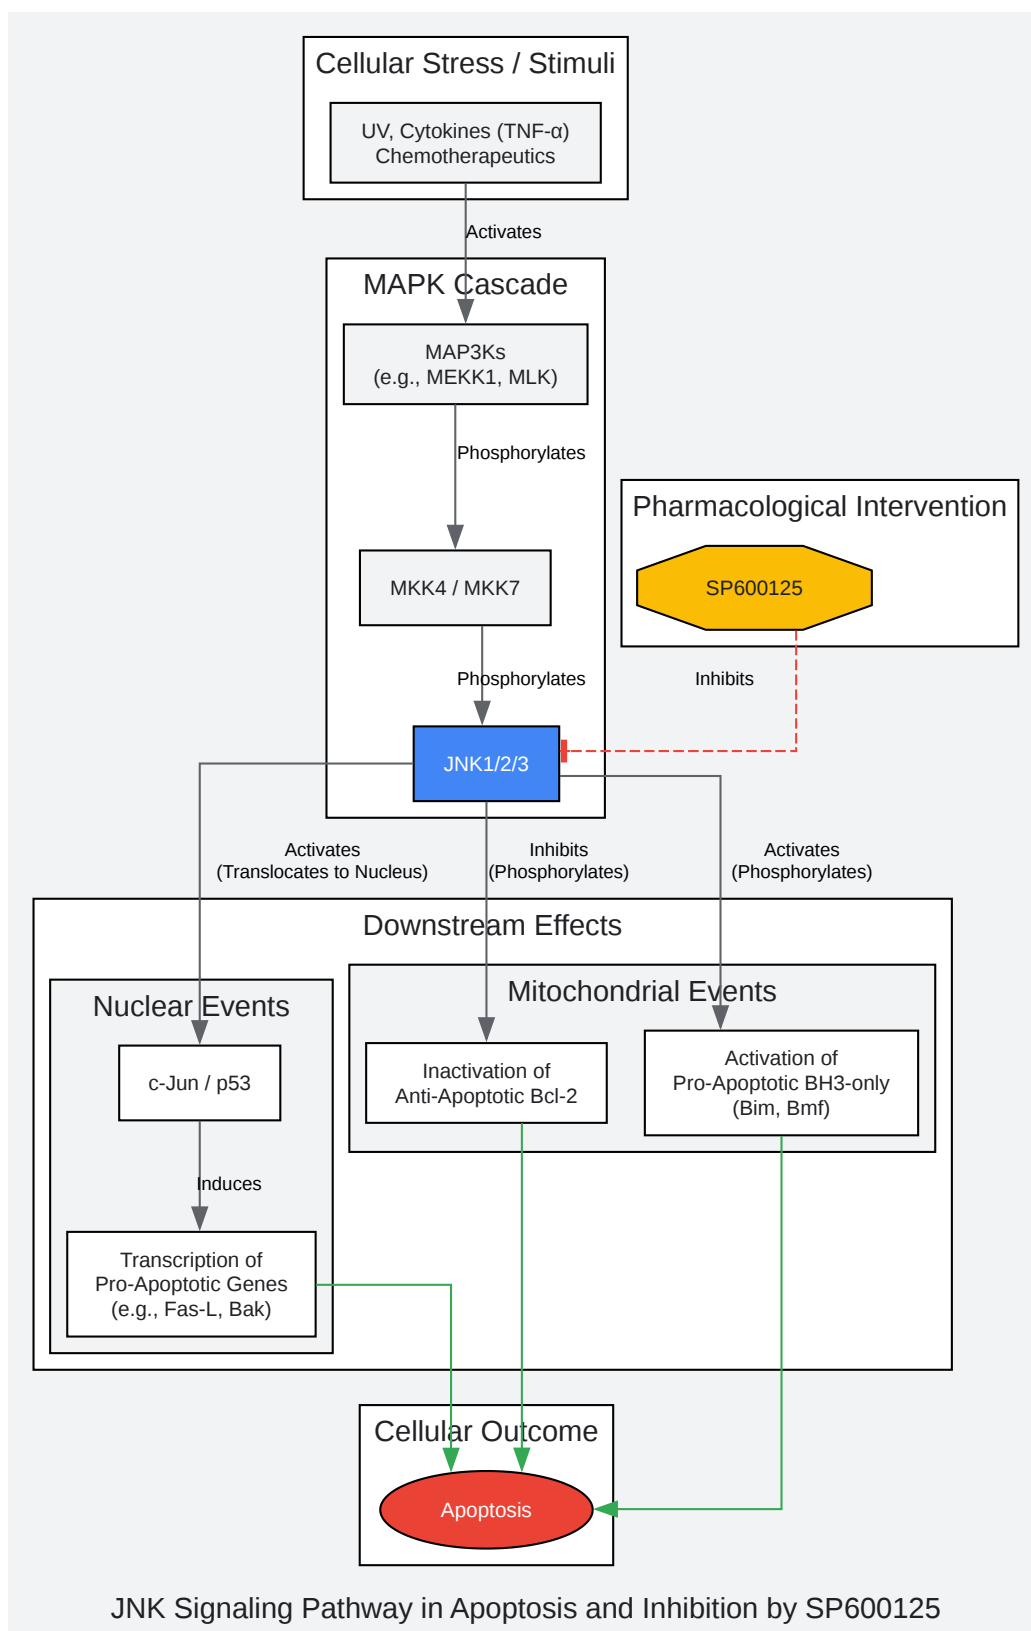 Cellular Stress / Stimuli
UV, Cytokines (TNF-α)
Chemotherapeutics
Activates
MAPK Cascade
MAP3Ks
(e.g., MEKK1, MLK)
Phosphorylates
Pharmacological Intervention
SP600125
MKK4 / MKK7
Phosphorylates
Inhibits
JNK1/2/3
Activates
(Translocates to Nucleus)
Inhibits
(Phosphorylates)
Activates
(Phosphorylates)
Downstream Effects
Nuclear Events
c-Jun / p53
Induces
Transcription of
Pro-Apoptotic Genes
(e.g., Fas-L, Bak)
Mitochondrial Events
Inactivation of
Anti-Apoptotic Bcl-2
Activation of
Pro-Apoptotic BH3-only
(Bim, Bmf)
Cellular Outcome
Apoptosis
JNK Signaling Pathway in Apoptosis and Inhibition by SP600125